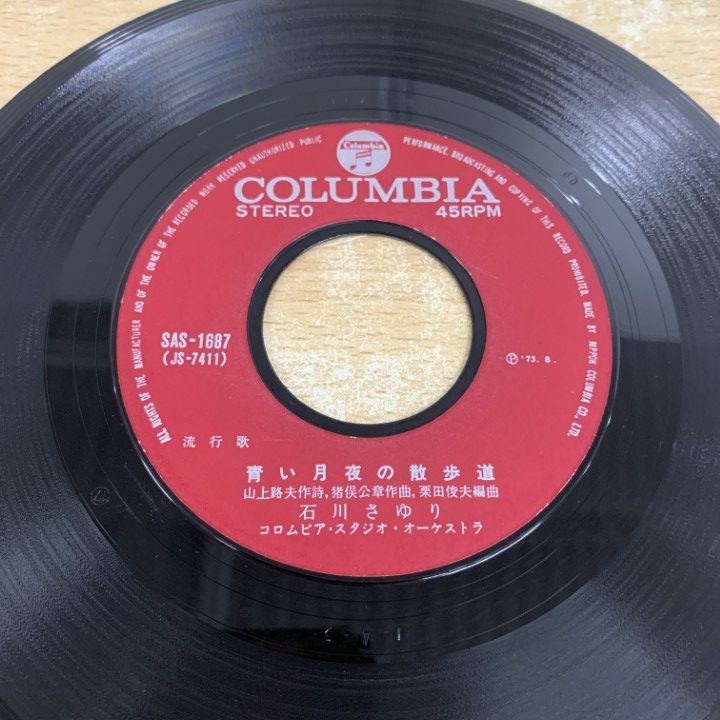 ALL RIGHTS OF THE MANUFACTURER AND OF THE OWNER OF THE RECORDED WORK RESERVED UNAUTHORIZED PUBLIC PERFORMANCE, BROADCASTING AND COPYING OF THIS RECORD PROHIBITED. MADE BY NIPPON COLUMBIA CO., LTD.
Columbia
COLUMBIA
STEREO 45RPM
SAS-1687
(JS-7411)
Ⓟ '73. 8.
流行歌
青い月夜の散歩道
山上路夫作詩, 猪俣公章作曲, 栗田俊夫編曲
石川さゆり
コロムビア・スタジオ・オーケストラ